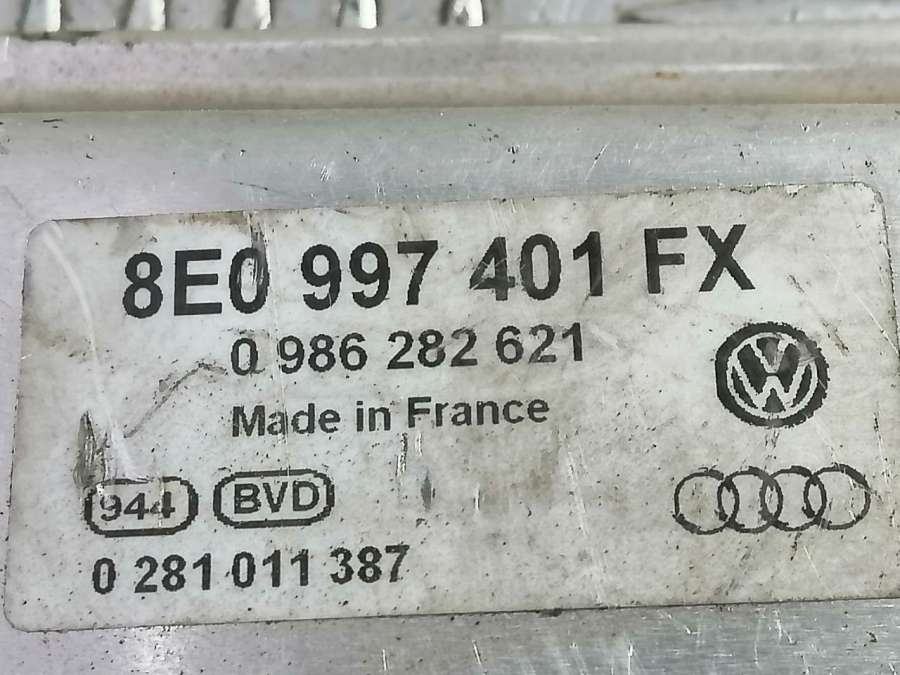 8E0 997 401 FX
0 986 282 621
Made in France
944 BVD
0 281 011 387